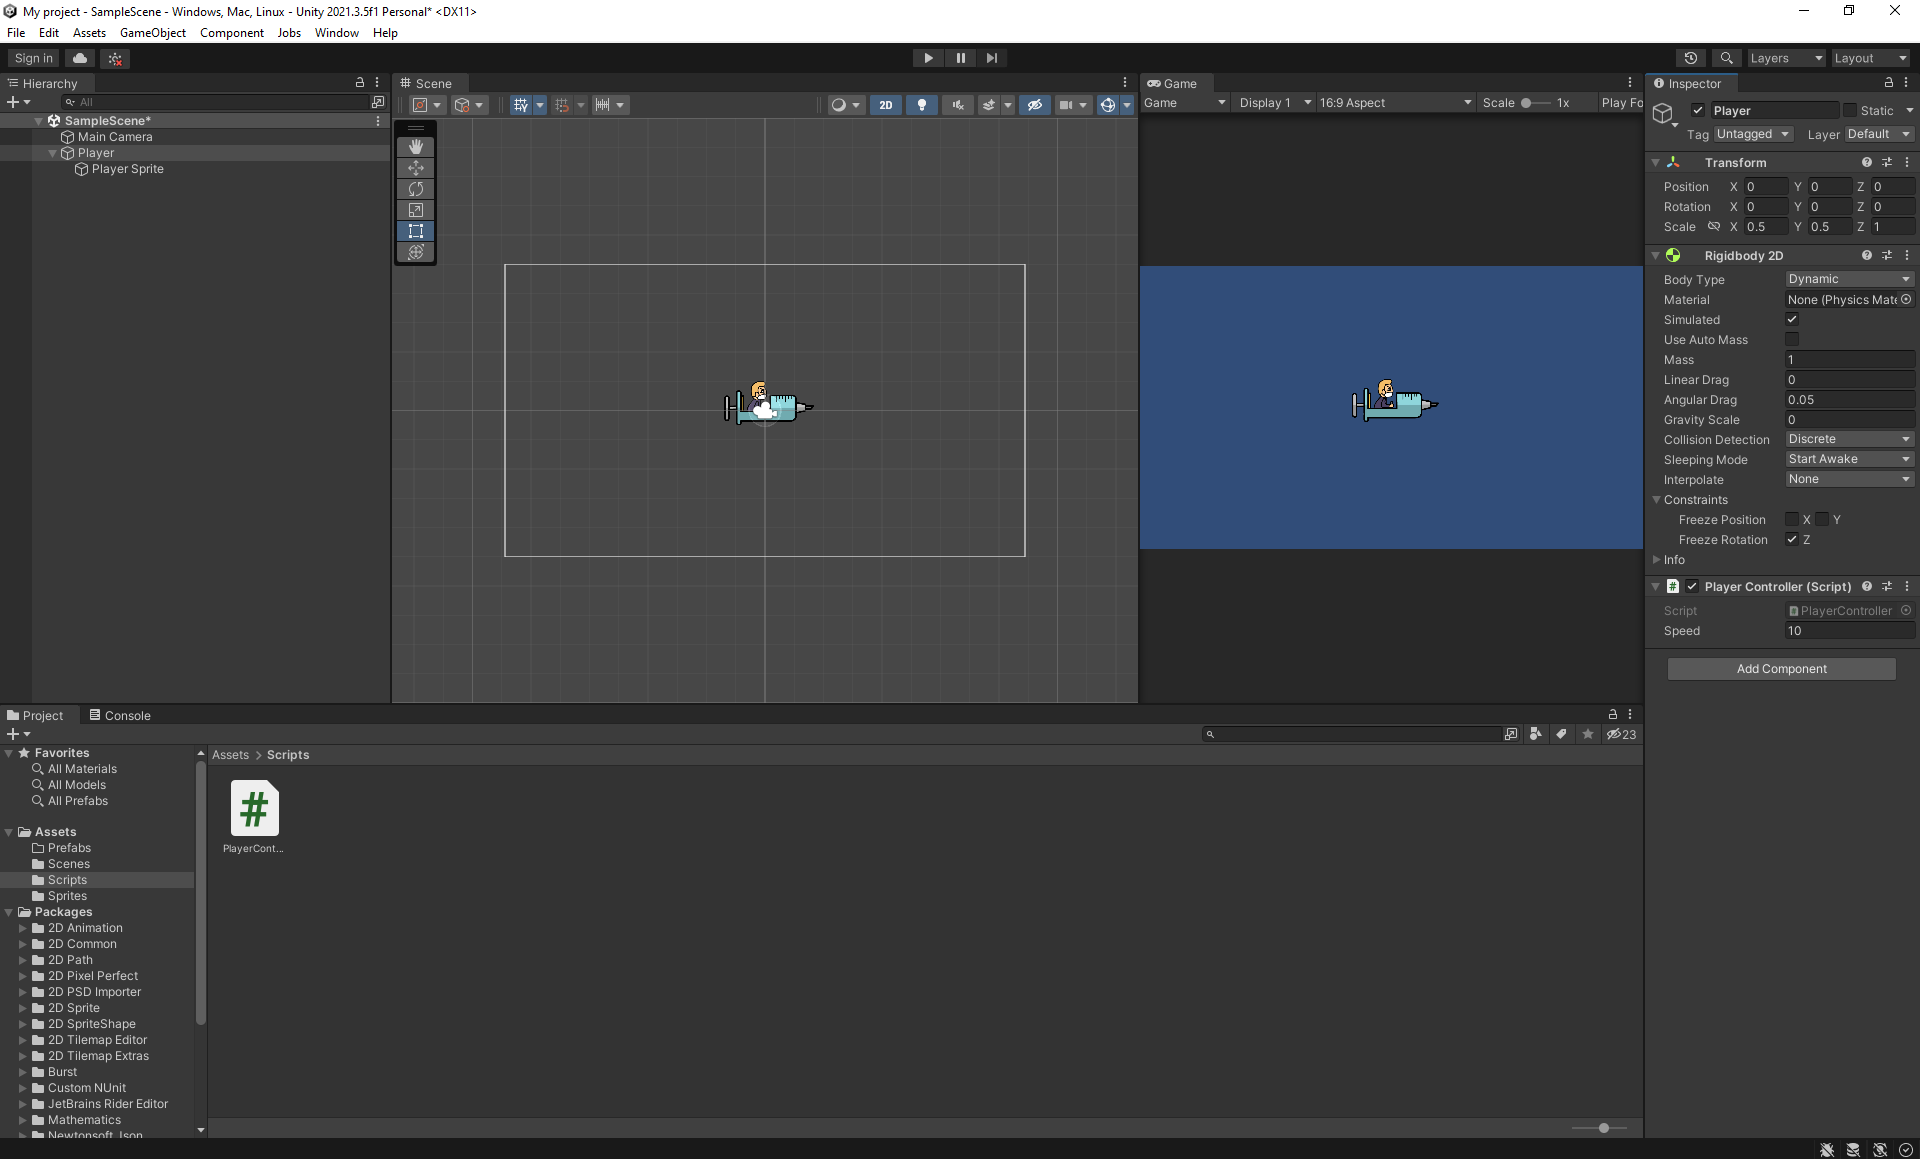 My project - SampleScene - Windows, Mac, Linux - Unity 2021.3.5f1 Personal* <DX11>
File Edit Assets GameObject Component Jobs Window Help
Sign in
Layers
Layout
Hierarchy
All
SampleScene*
Main Camera
Player
Player Sprite
Scene
2D
Game
Game
Display 1
16:9 Aspect
Scale
1x
Play Fo
Inspector
Player
Static
Tag
Untagged
Layer
Default
Transform
Position X 0 Y 0 Z 0
Rotation X 0 Y 0 Z 0
Scale X 0.5 Y 0.5 Z 1
Rigidbody 2D
Body Type Dynamic
Material None (Physics Mate
Simulated
Use Auto Mass
Mass 1
Linear Drag 0
Angular Drag 0.05
Gravity Scale 0
Collision Detection Discrete
Sleeping Mode Start Awake
Interpolate None
Constraints
Freeze Position X Y
Freeze Rotation Z
Info
# Player Controller (Script)
Script PlayerController
Speed 10
Add Component
Project
Console
23
Favorites
All Materials
All Models
All Prefabs
Assets
Prefabs
Scenes
Scripts
Sprites
Packages
2D Animation
2D Common
2D Path
2D Pixel Perfect
2D PSD Importer
2D Sprite
2D SpriteShape
2D Tilemap Editor
2D Tilemap Extras
Burst
Custom NUnit
JetBrains Rider Editor
Mathematics
Newtonsoft Json
Assets > Scripts
#
PlayerCont...